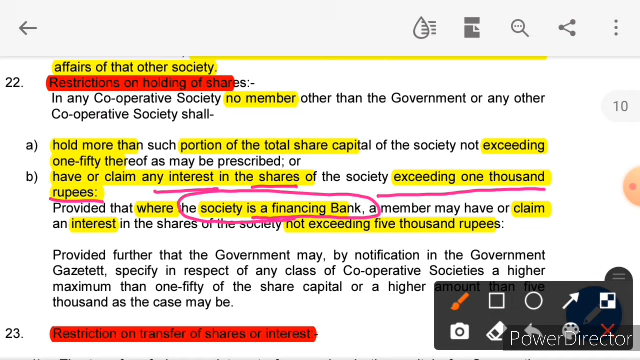 affairs of that other society.
22. Restrictions on holding of shares:-
10
In any Co-operative Society no member other than the Government or any other
Co-operative Society shall-
a) hold more than such portion of the total share capital of the society not exceeding
one-fifty thereof as may be prescribed; or
b) have or claim any interest in the shares of the society exceeding one thousand
rupees:
Provided that where the society is a financing Bank, a member may have or claim
an interest in the shares of the society not exceeding five thousand rupees:
Provided further that the Government may, by notification in the Government
Gazetett, specify in respect of any class of Co-operative Societies a higher
maximum than one-fifty of the share capital or a higher amount than five
thousand as the case may be.
23. Restriction on transfer of shares or interest:-
PowerDirector